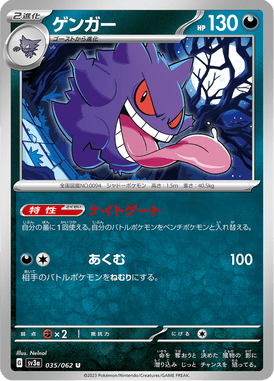 2進化
ゲンガー
HP 130
ゴーストから進化
全国図鑑NO.0094 シャドーポケモン 高さ：1.5m 重さ：40.5kg
特性 ナイトゲート
自分の番に1回使える。自分のバトルポケモンをベンチポケモンと入れ替える。
あくむ 100
相手のバトルポケモンをねむりにする。
弱点 ×2 抵抗力 にげる
Illus. Nelnal
sv3a 035/062 U
©2023 Pokémon/Nintendo/Creatures/GAME FREAK.